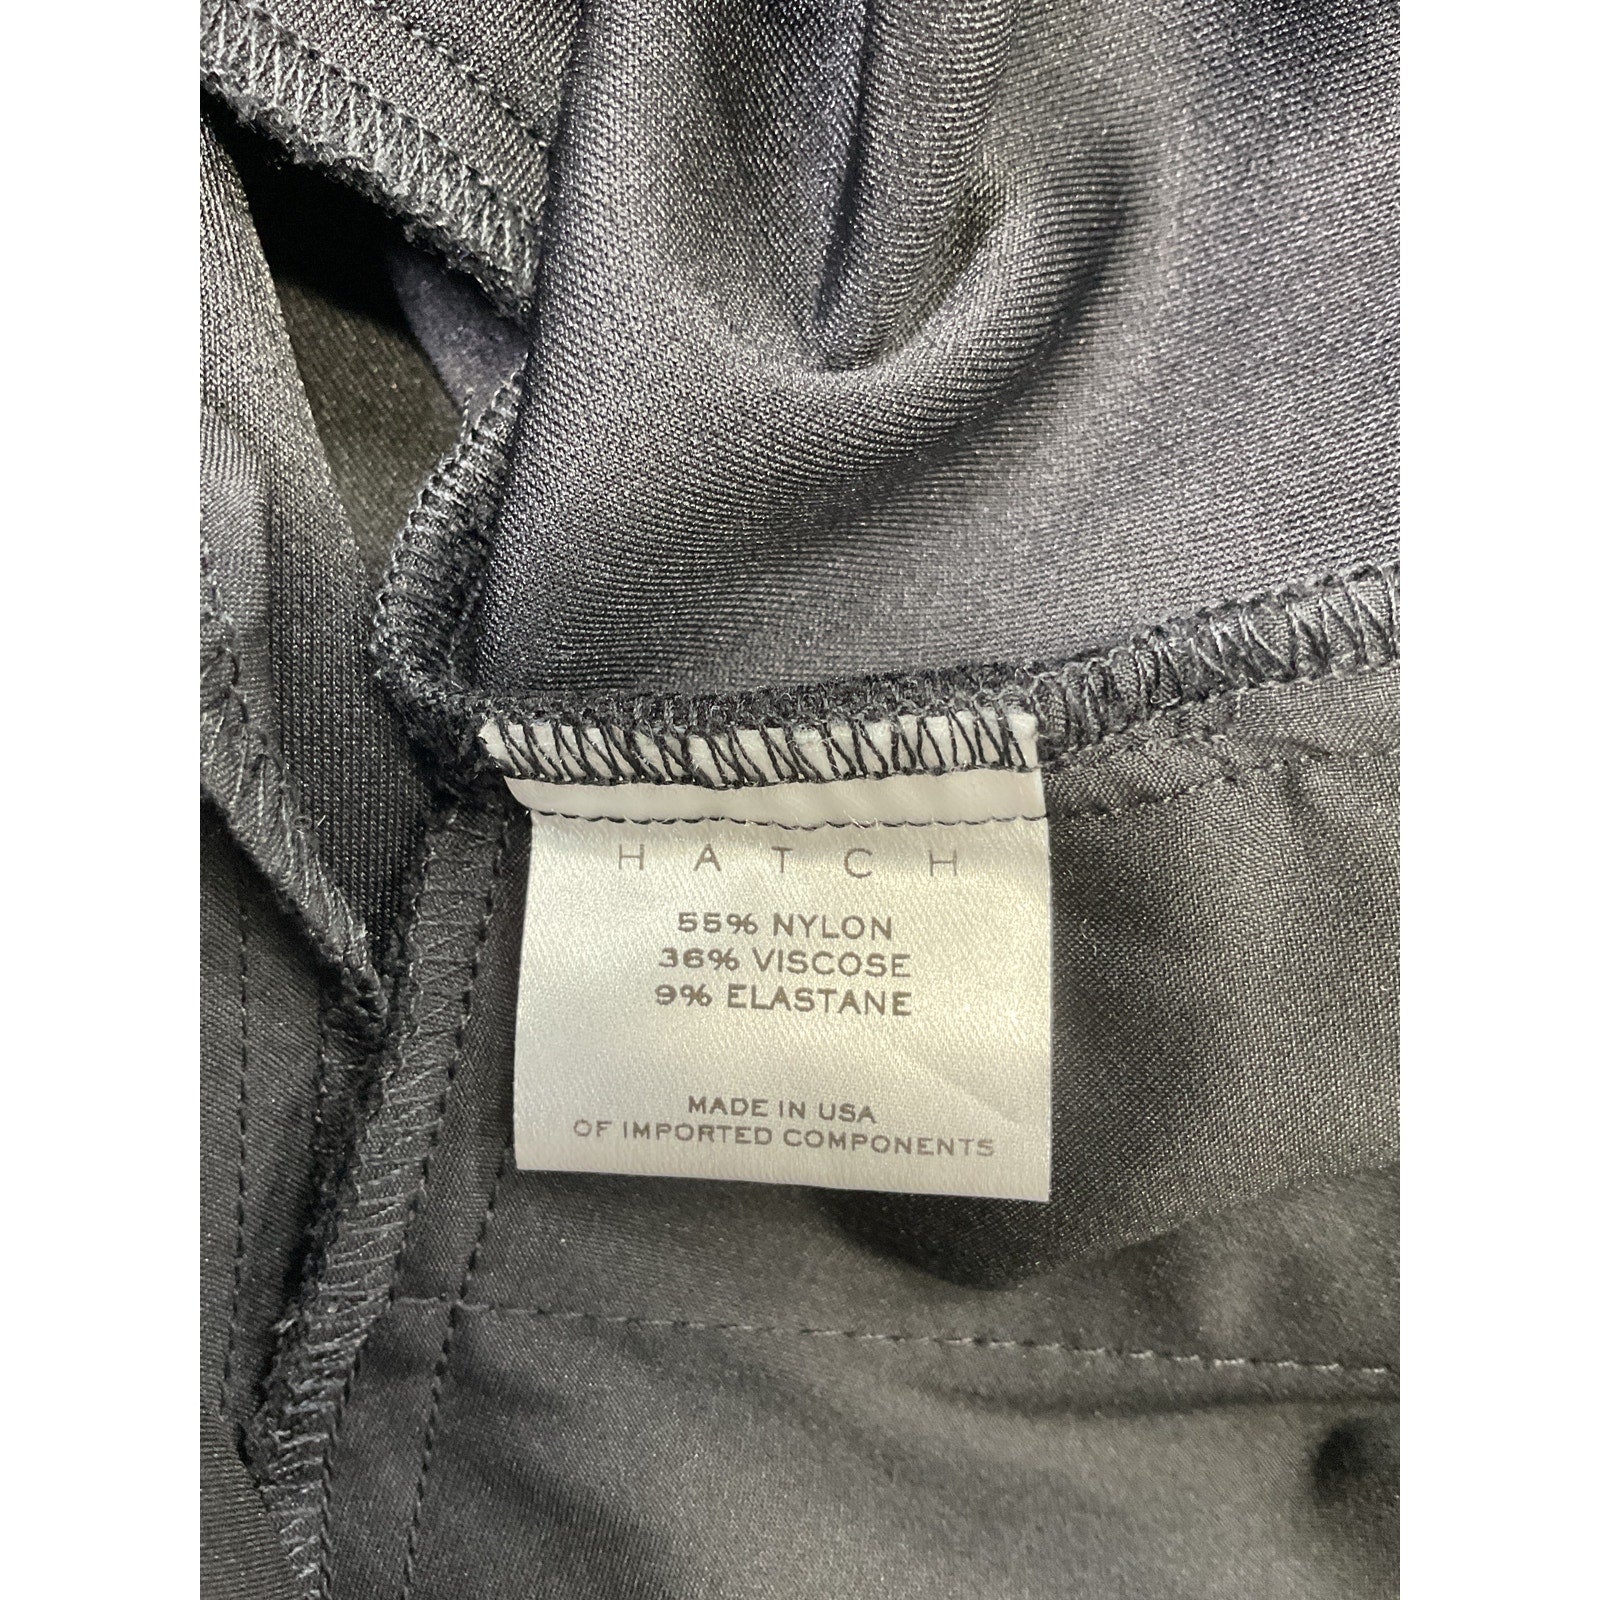 HATCH
55% NYLON
36% VISCOSE
9% ELASTANE
MADE IN USA
OF IMPORTED COMPONENTS